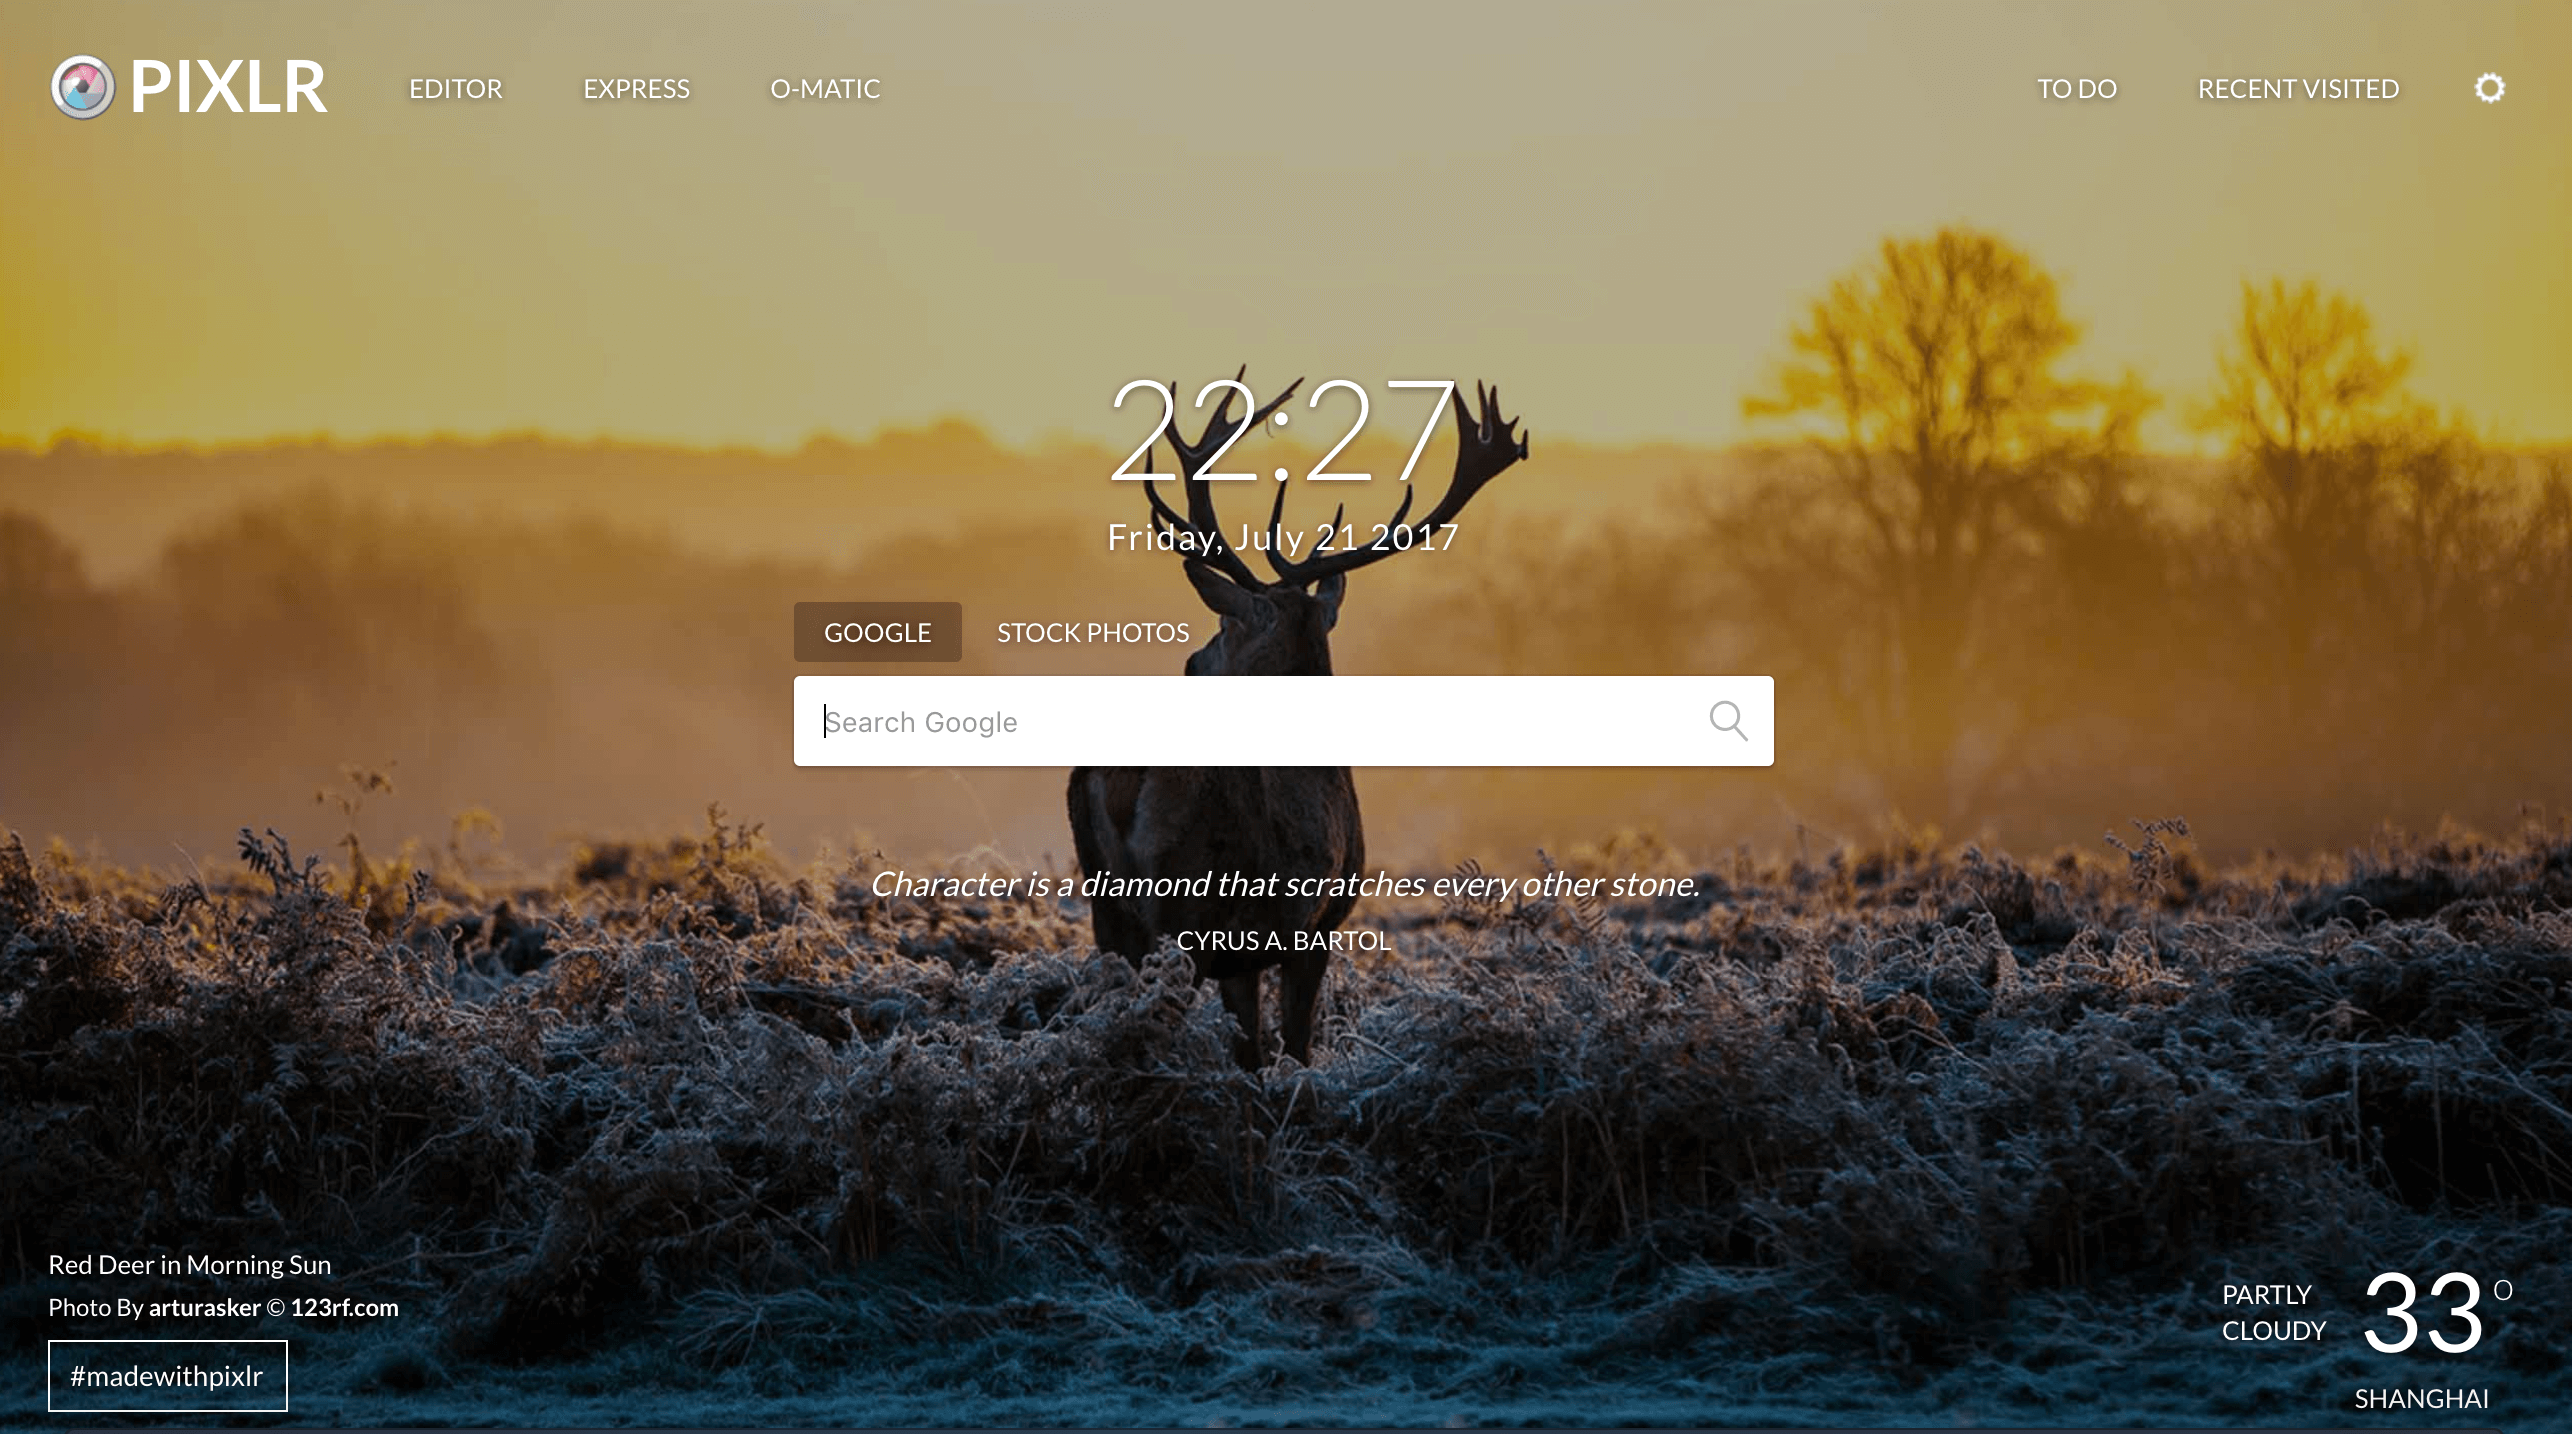 PIXLR
EDITOR
EXPRESS
O-MATIC
TO DO
RECENT VISITED
22:27
Friday, July 21 2017
GOOGLE
STOCK PHOTOS
Search Google
Character is a diamond that scratches every other stone.
CYRUS A. BARTOL
Red Deer in Morning Sun
Photo By arturasker © 123rf.com
#madewithpixlr
PARTLY
CLOUDY
33°
SHANGHAI